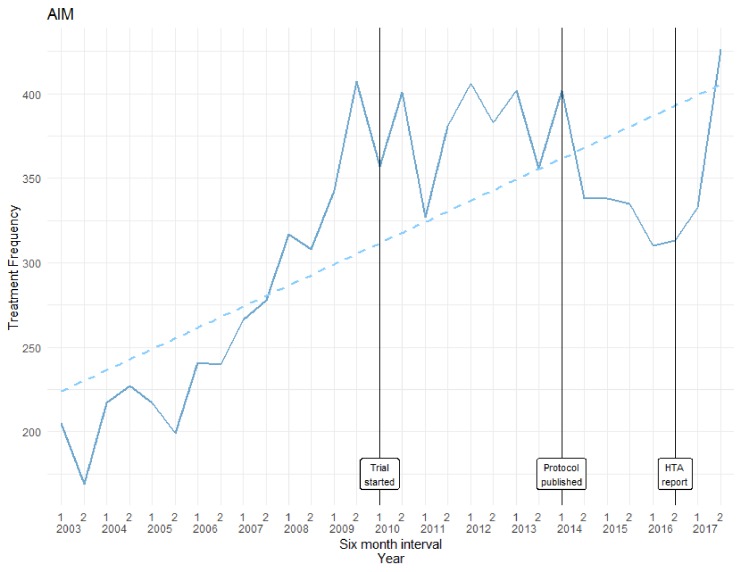 AIM
Treatment Frequency
400
350
300
250
200
Trial
started
Protocol
published
HTA
report
1 2 1 2 1 2 1 2 1 2 1 2 1 2 1 2 1 2 1 2 1 2 1 2 1 2 1 2 1 2
2003 2004 2005 2006 2007 2008 2009 2010 2011 2012 2013 2014 2015 2016 2017
Six month interval
Year